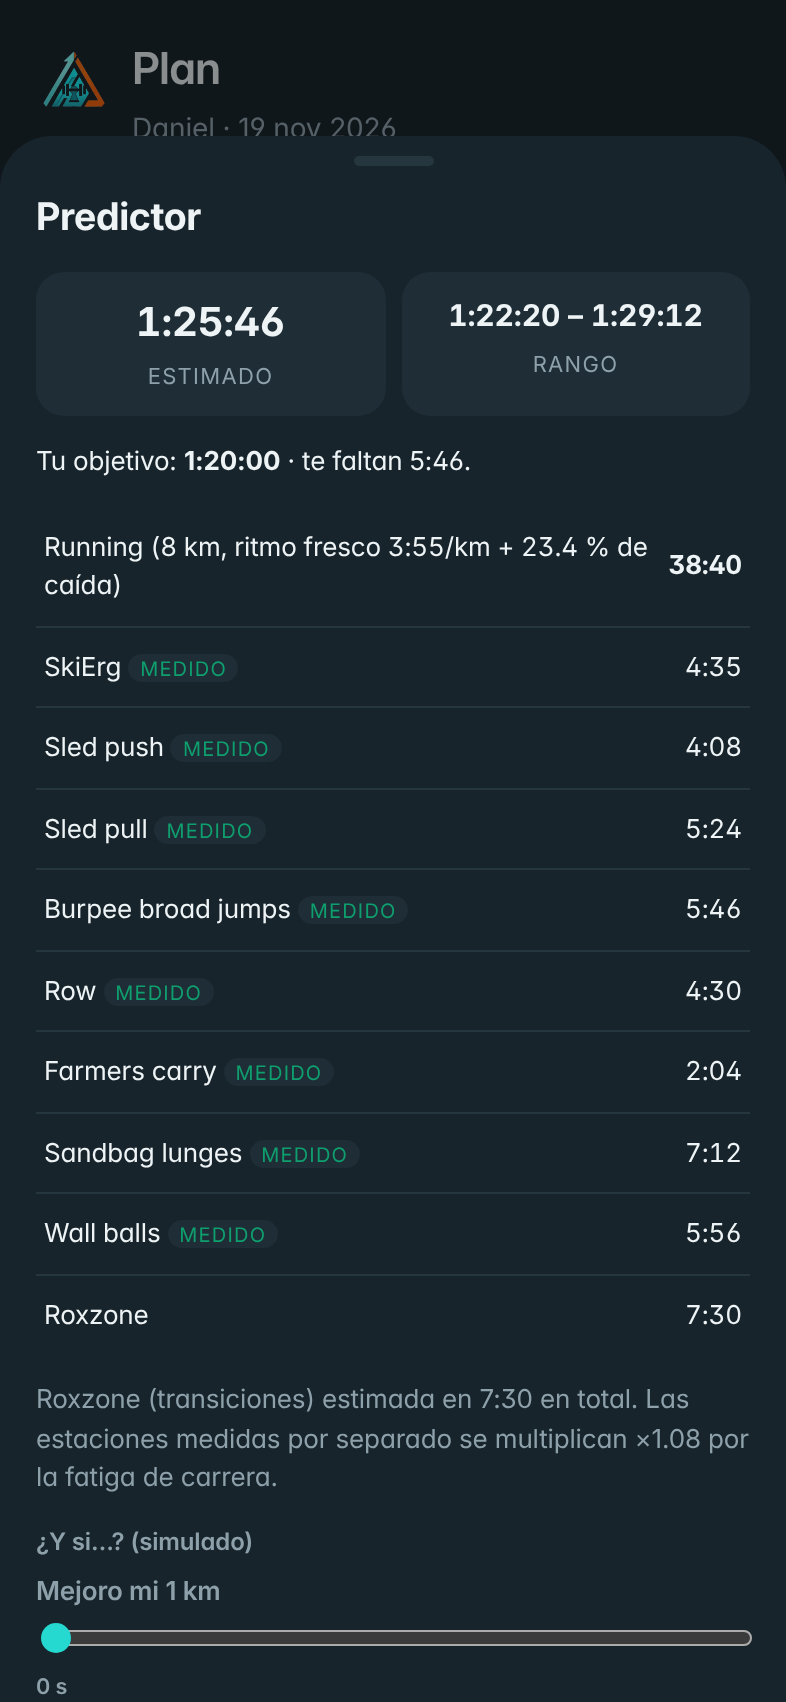 Plan
Daniel · 19 nov 2026
Predictor
1:25:46
ESTIMADO
1:22:20 – 1:29:12
RANGO
Tu objetivo: 1:20:00 · te faltan 5:46.
Running (8 km, ritmo fresco 3:55/km + 23.4 % de
caída)
38:40
SkiErg MEDIDO 4:35
Sled push MEDIDO 4:08
Sled pull MEDIDO 5:24
Burpee broad jumps MEDIDO 5:46
Row MEDIDO 4:30
Farmers carry MEDIDO 2:04
Sandbag lunges MEDIDO 7:12
Wall balls MEDIDO 5:56
Roxzone 7:30
Roxzone (transiciones) estimada en 7:30 en total. Las
estaciones medidas por separado se multiplican ×1.08 por
la fatiga de carrera.
¿Y si...? (simulado)
Mejoro mi 1 km
0 s